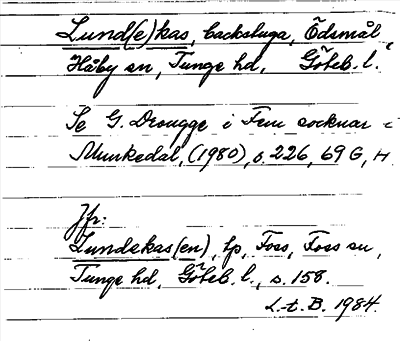 Lund(e)kas, backstuga, Ödsmål
Håby sn, Tunge hd, Göteb. l.
Se G. Drougge i Fem socknar i
Munkedal, (1980), s. 226, 69 G, H
Jfr:
Lundekas(en), tp, Foss, Foss sn,
Tunge hd, Göteb. l., s. 158.
L.-t. B. 1984.